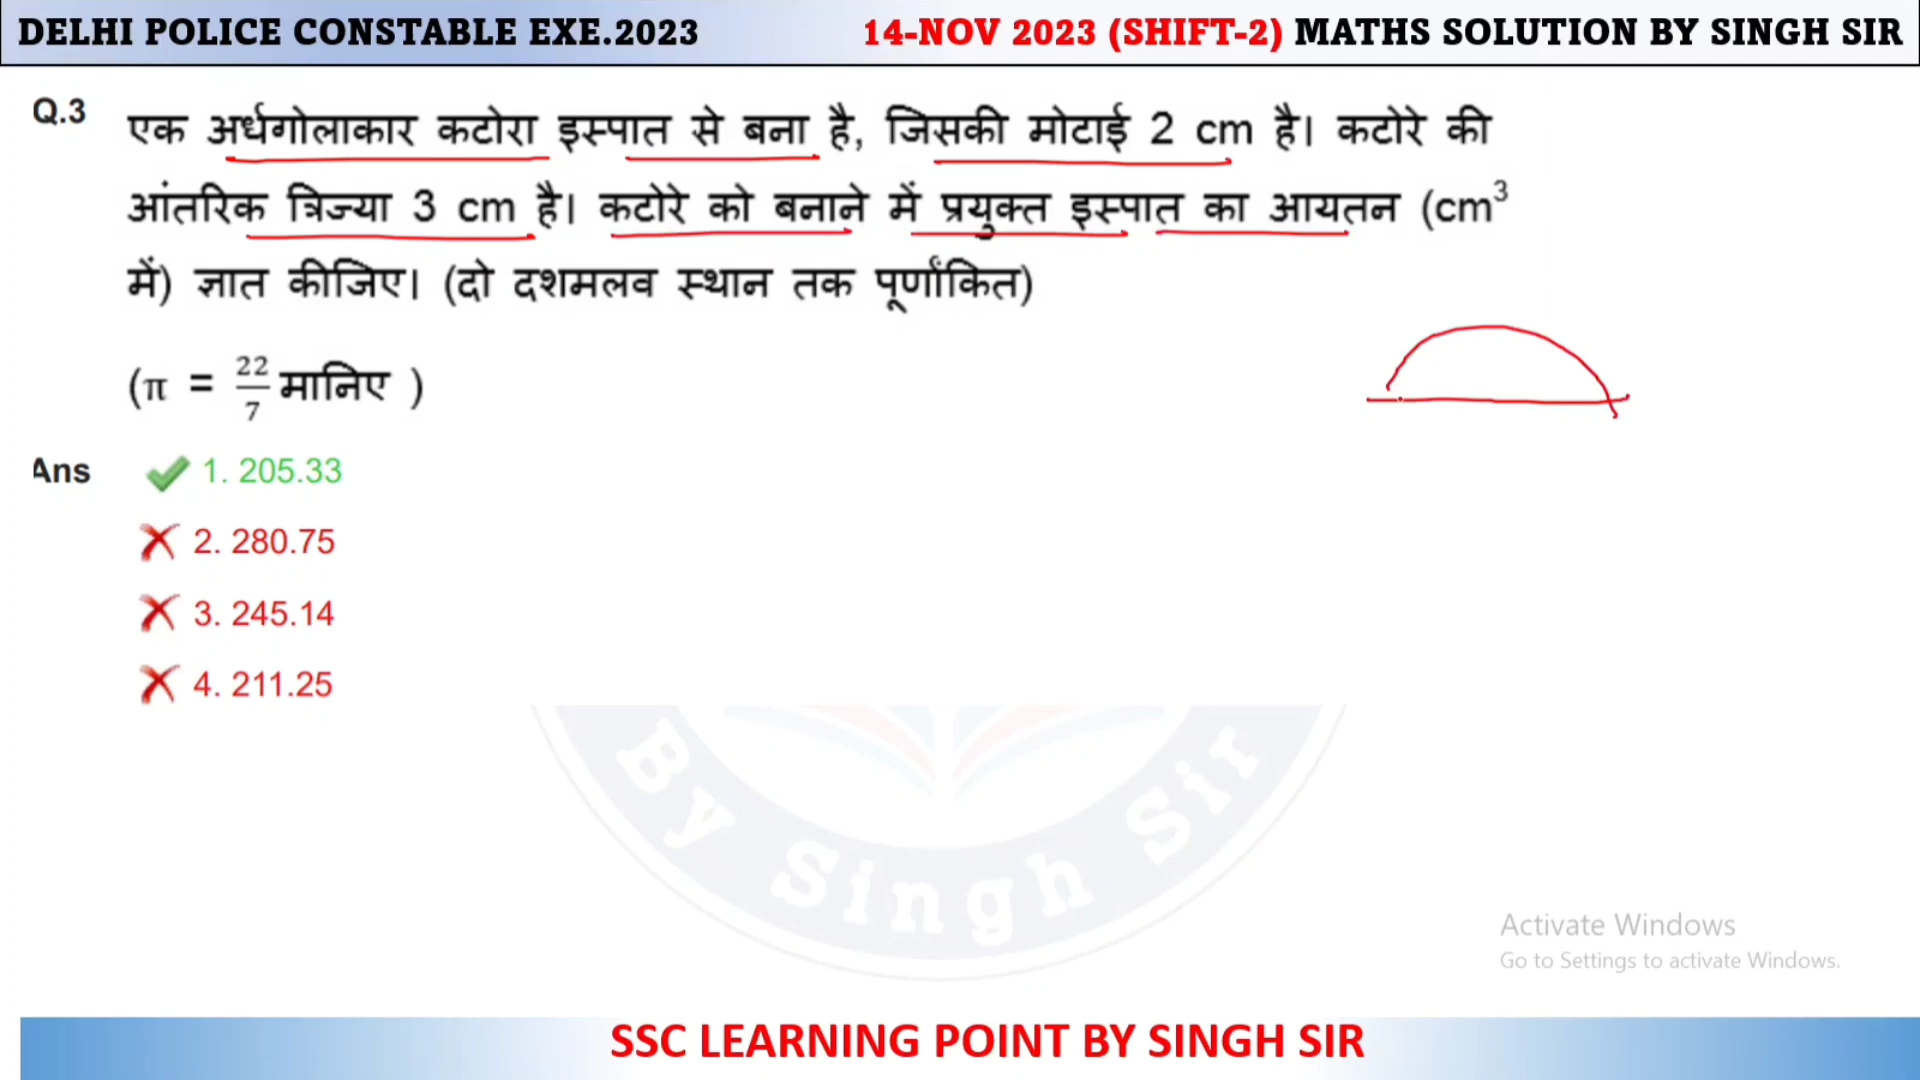 DELHI POLICE CONSTABLE EXE.2023 14-NOV 2023 (SHIFT-2) MATHS SOLUTION BY SINGH SIR
Q.3 एक अर्धगोलाकार कटोरा इस्पात से बना है, जिसकी मोटाई 2 cm है। कटोरे की
आंतरिक त्रिज्या 3 cm है। कटोरे को बनाने में प्रयुक्त इस्पात का आयतन (cm³
में) ज्ञात कीजिए। (दो दशमलव स्थान तक पूर्णांकित)
(π = 22/7 मानिए )
Ans 1. 205.33
2. 280.75
3. 245.14
4. 211.25
By Singh Sir
Activate Windows
Go to Settings to activate Windows.
SSC LEARNING POINT BY SINGH SIR